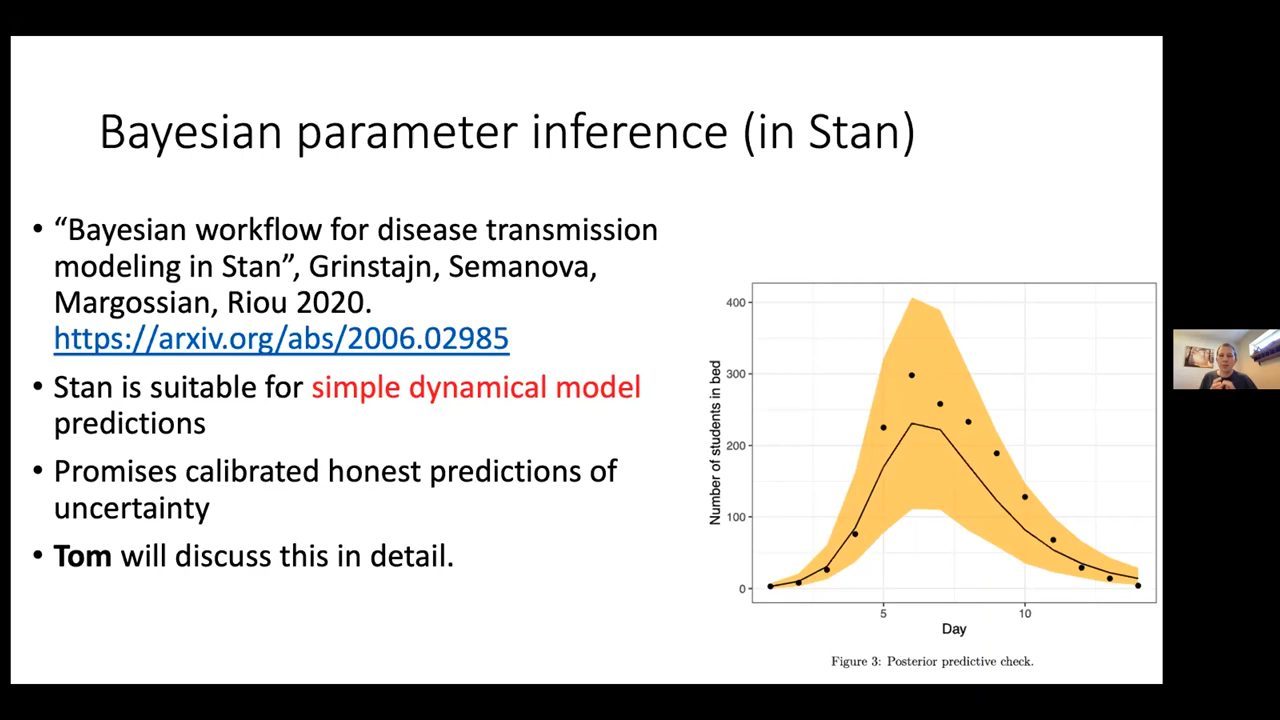 Bayesian parameter inference (in Stan)
• “Bayesian workflow for disease transmission
modeling in Stan”, Grinstajn, Semanova,
Margossian, Riou 2020.
https://arxiv.org/abs/2006.02985
• Stan is suitable for simple dynamical model
predictions
• Promises calibrated honest predictions of
uncertainty
• Tom will discuss this in detail.
Number of students in bed
400
300
200
100
0
5
10
Day
Figure 3: Posterior predictive check.